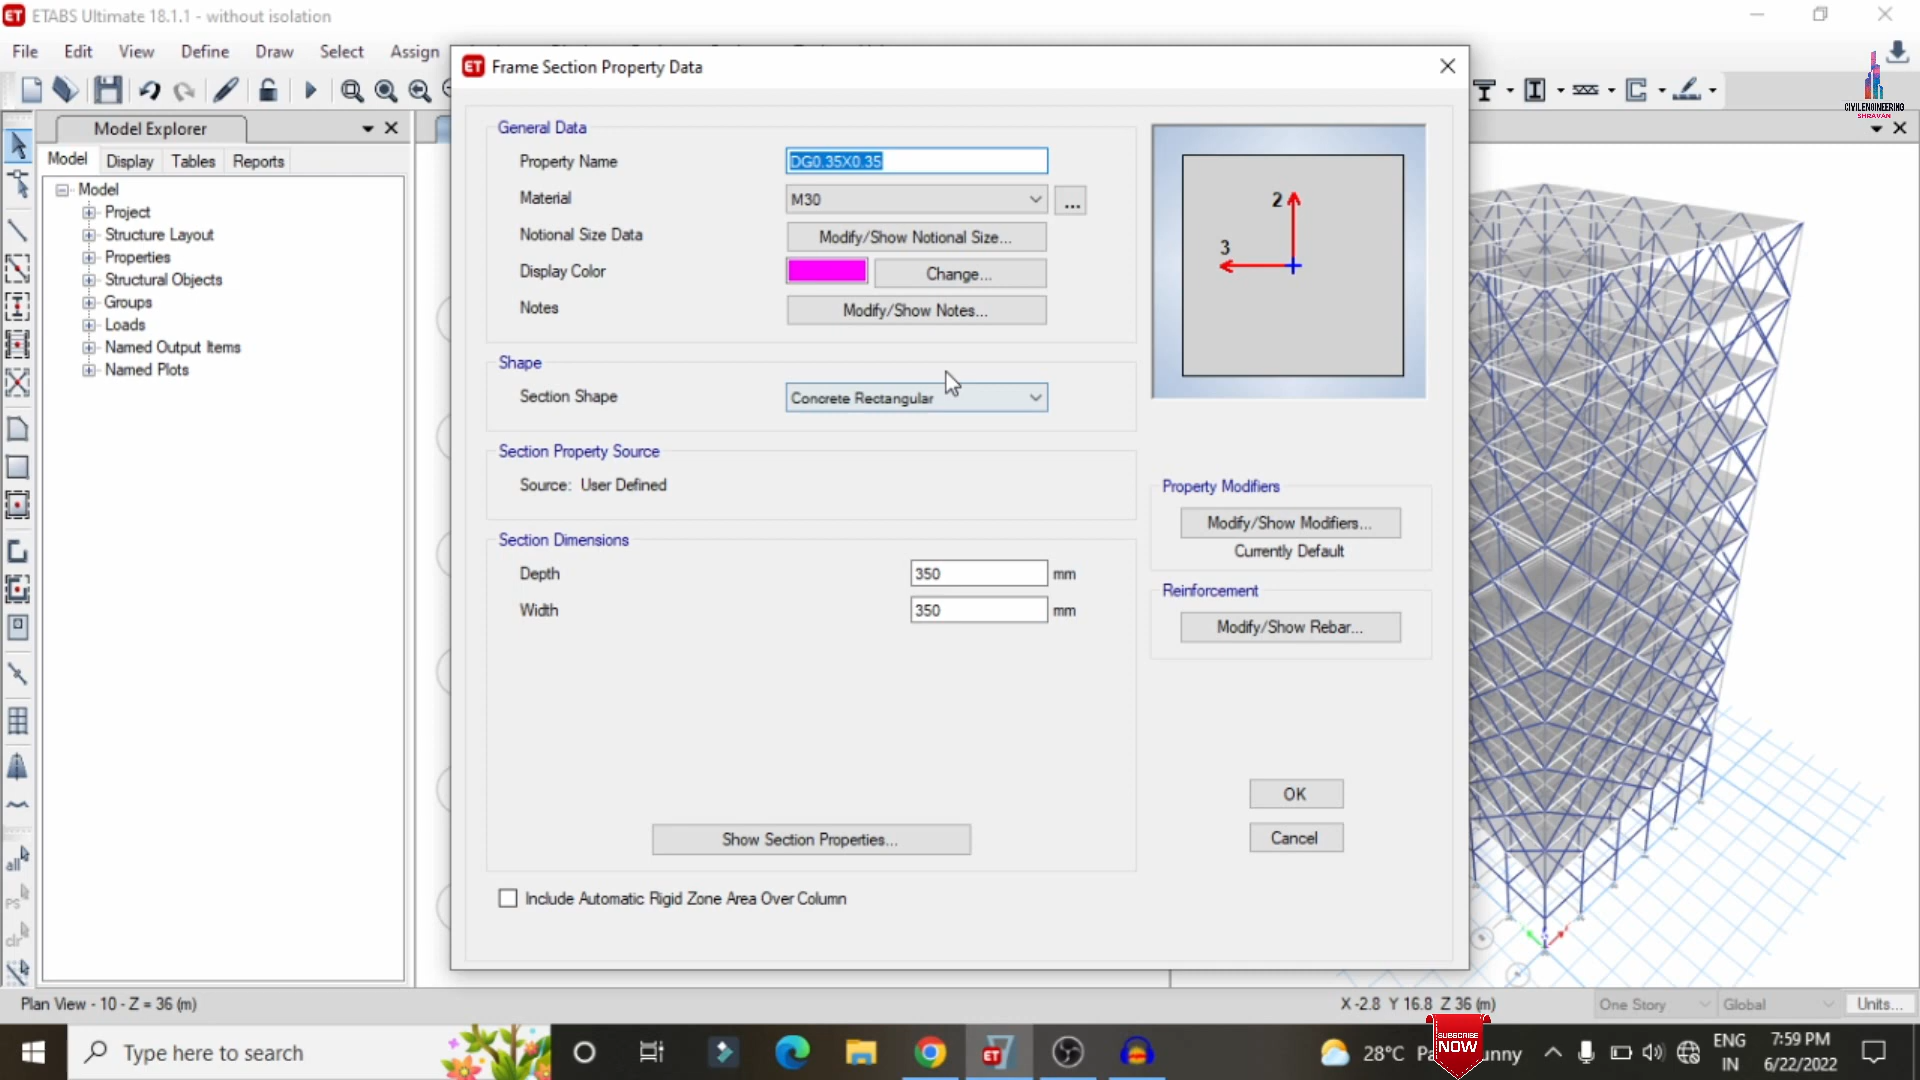 ETABS Ultimate 18.1.1 - without isolation
File Edit View Define Draw Select Assign
CIVILENGINEERING
SHRAVAN
Model Explorer
Model Display Tables Reports
Model
Project
Structure Layout
Properties
Structural Objects
Groups
Loads
Named Output Items
Named Plots
Frame Section Property Data
General Data
Property Name DG0.35X0.35
Material M30 ...
Notional Size Data Modify/Show Notional Size...
Display Color Change...
Notes Modify/Show Notes...
2
3
Shape
Section Shape Concrete Rectangular
Section Property Source
Source: User Defined
Property Modifiers
Modify/Show Modifiers...
Currently Default
Section Dimensions
Depth 350 mm
Width 350 mm
Reinforcement
Modify/Show Rebar...
Show Section Properties...
OK
Cancel
Include Automatic Rigid Zone Area Over Column
all
PS
clr
Plan View - 10 - Z = 36 (m)
X -2.8 Y 16.8 Z 36 (m)
One Story Global Units...
Type here to search
28°C
SUBSCRIBE
NOW
ENG
IN
7:59 PM
6/22/2022